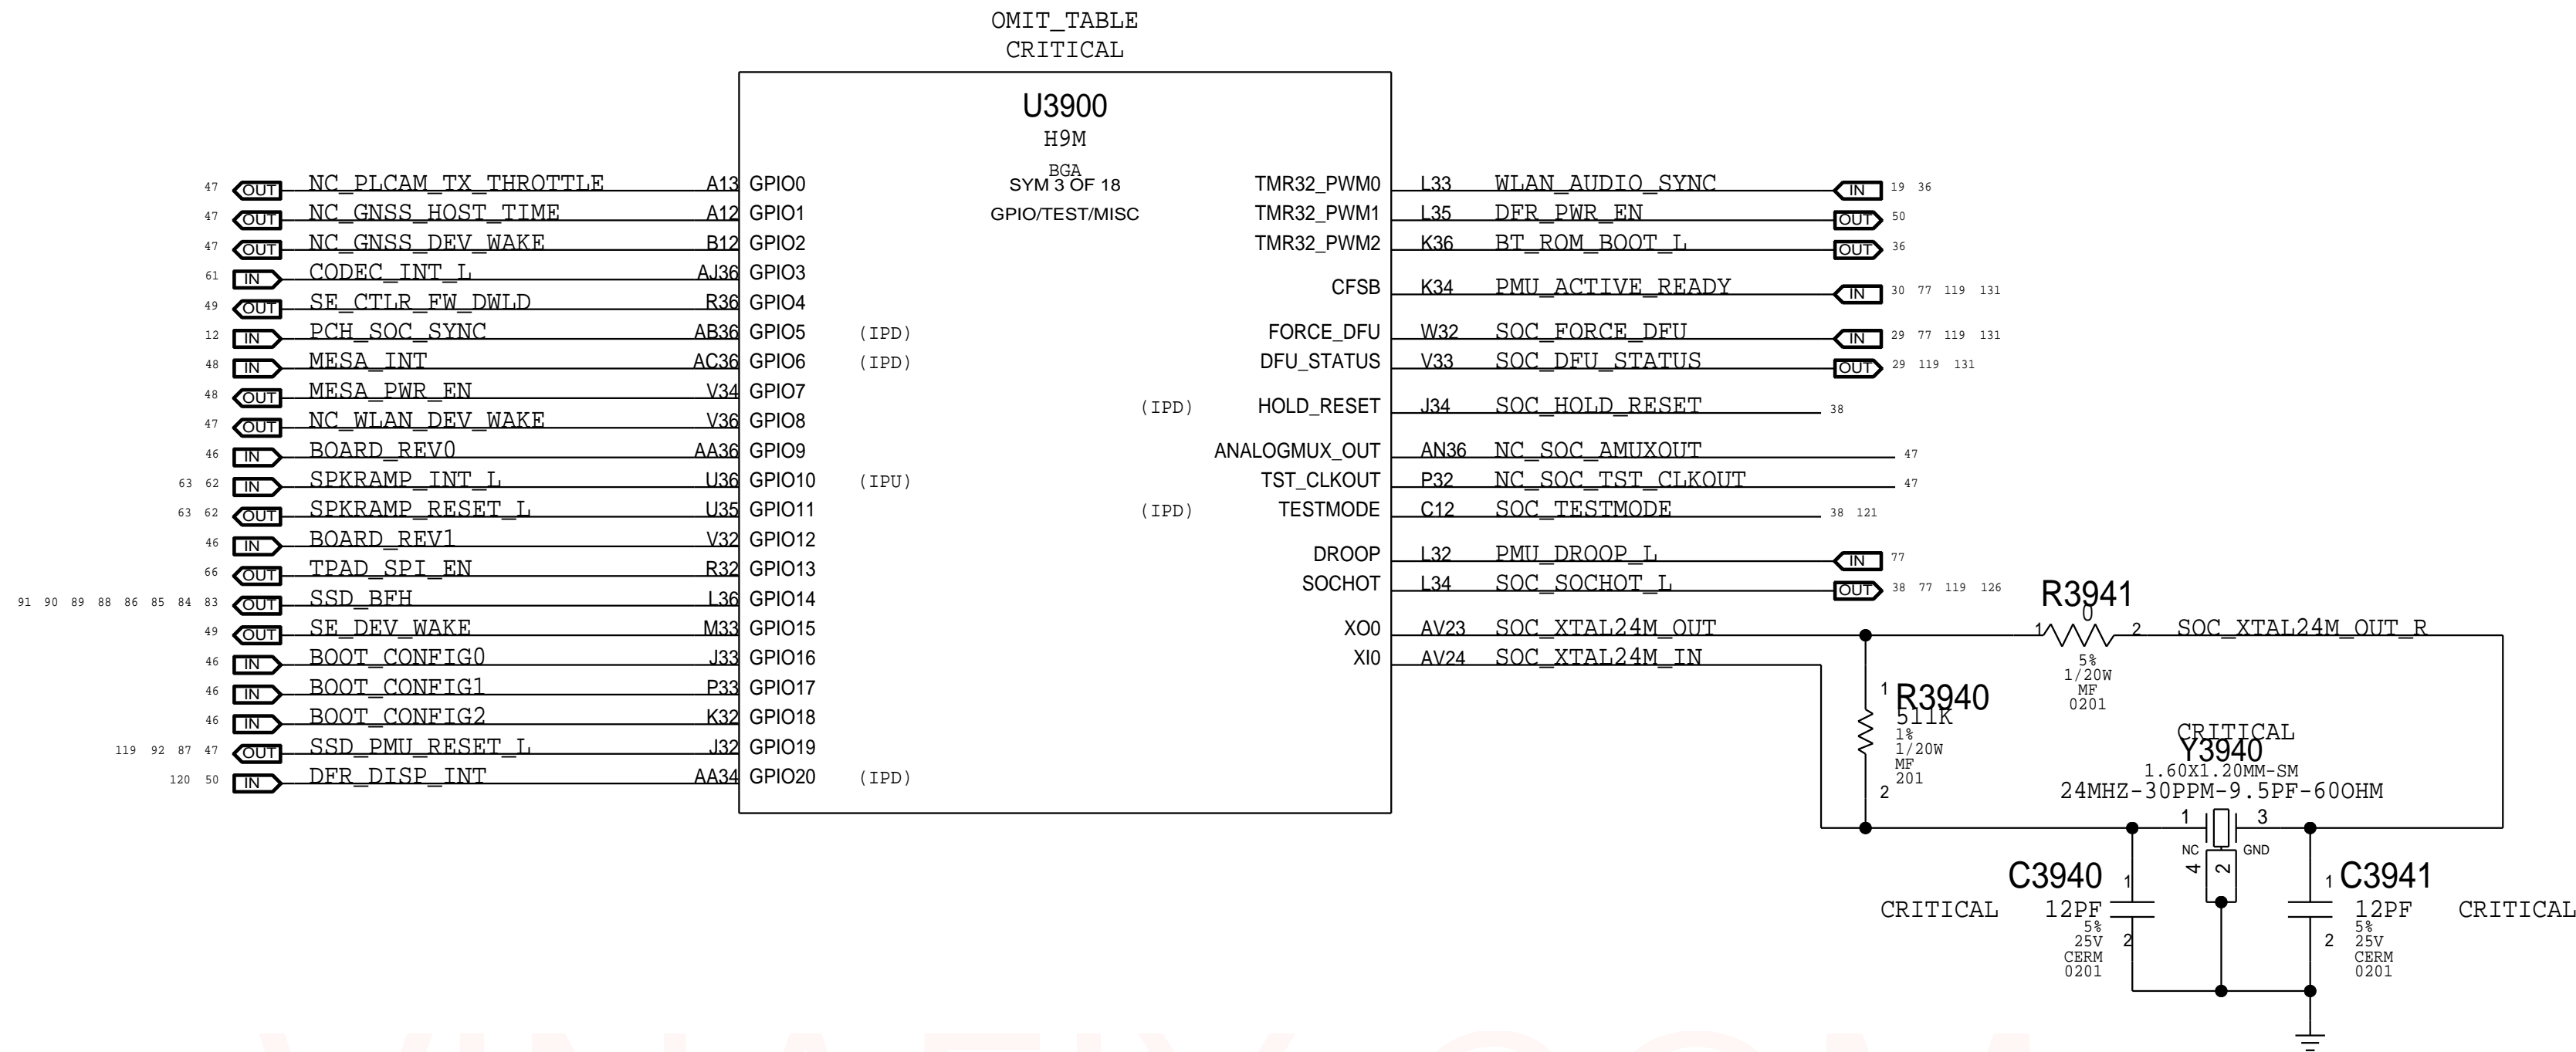 OMIT_TABLE
CRITICAL
U3900
H9M
BGA
SYM 3 OF 18
GPIO/TEST/MISC
47 OUT NC_PLCAM_TX_THROTTLE A13 GPIO0
47 OUT NC_GNSS_HOST_TIME A12 GPIO1
47 OUT NC_GNSS_DEV_WAKE B12 GPIO2
61 IN CODEC_INT_L AJ36 GPIO3
49 OUT SE_CTLR_FW_DWLD R36 GPIO4
12 IN PCH_SOC_SYNC AB36 GPIO5 (IPD)
48 IN MESA_INT AC36 GPIO6 (IPD)
48 OUT MESA_PWR_EN V34 GPIO7
47 OUT NC_WLAN_DEV_WAKE V36 GPIO8
46 IN BOARD_REV0 AA36 GPIO9
63 62 IN SPKRAMP_INT_L U36 GPIO10 (IPU)
63 62 OUT SPKRAMP_RESET_L U35 GPIO11
46 IN BOARD_REV1 V32 GPIO12
66 OUT TPAD_SPI_EN R32 GPIO13
91 90 89 88 86 85 84 83 OUT SSD_BFH L36 GPIO14
49 OUT SE_DEV_WAKE M33 GPIO15
46 IN BOOT_CONFIG0 J33 GPIO16
46 IN BOOT_CONFIG1 P33 GPIO17
46 IN BOOT_CONFIG2 K32 GPIO18
119 92 87 47 OUT SSD_PMU_RESET_L J32 GPIO19
120 50 IN DFR_DISP_INT AA34 GPIO20 (IPD)
TMR32_PWM0 L33 WLAN_AUDIO_SYNC IN 19 36
TMR32_PWM1 L35 DFR_PWR_EN OUT 50
TMR32_PWM2 K36 BT_ROM_BOOT_L OUT 36
CFSB K34 PMU_ACTIVE_READY IN 30 77 119 131
FORCE_DFU W32 SOC_FORCE_DFU IN 29 77 119 131
DFU_STATUS V33 SOC_DFU_STATUS OUT 29 119 131
(IPD) HOLD_RESET J34 SOC_HOLD_RESET 38
ANALOGMUX_OUT AN36 NC_SOC_AMUXOUT 47
TST_CLKOUT P32 NC_SOC_TST_CLKOUT 47
(IPD) TESTMODE C12 SOC_TESTMODE 38 121
DROOP L32 PMU_DROOP_L IN 77
SOCHOT L34 SOC_SOCHOT_L OUT 38 77 119 126
XO0 AV23 SOC_XTAL24M_OUT
XI0 AV24 SOC_XTAL24M_IN
R3941
0
1 2 SOC_XTAL24M_OUT_R
5%
1/20W
MF
0201
1 R3940
511K
1%
1/20W
MF
201
2
CRITICAL
Y3940
1.60X1.20MM-SM
24MHZ-30PPM-9.5PF-60OHM
1 3
NC GND
4 2
C3940 1
CRITICAL 12PF
5%
25V 2
CERM
0201
1 C3941
12PF CRITICAL
5%
2 25V
CERM
0201